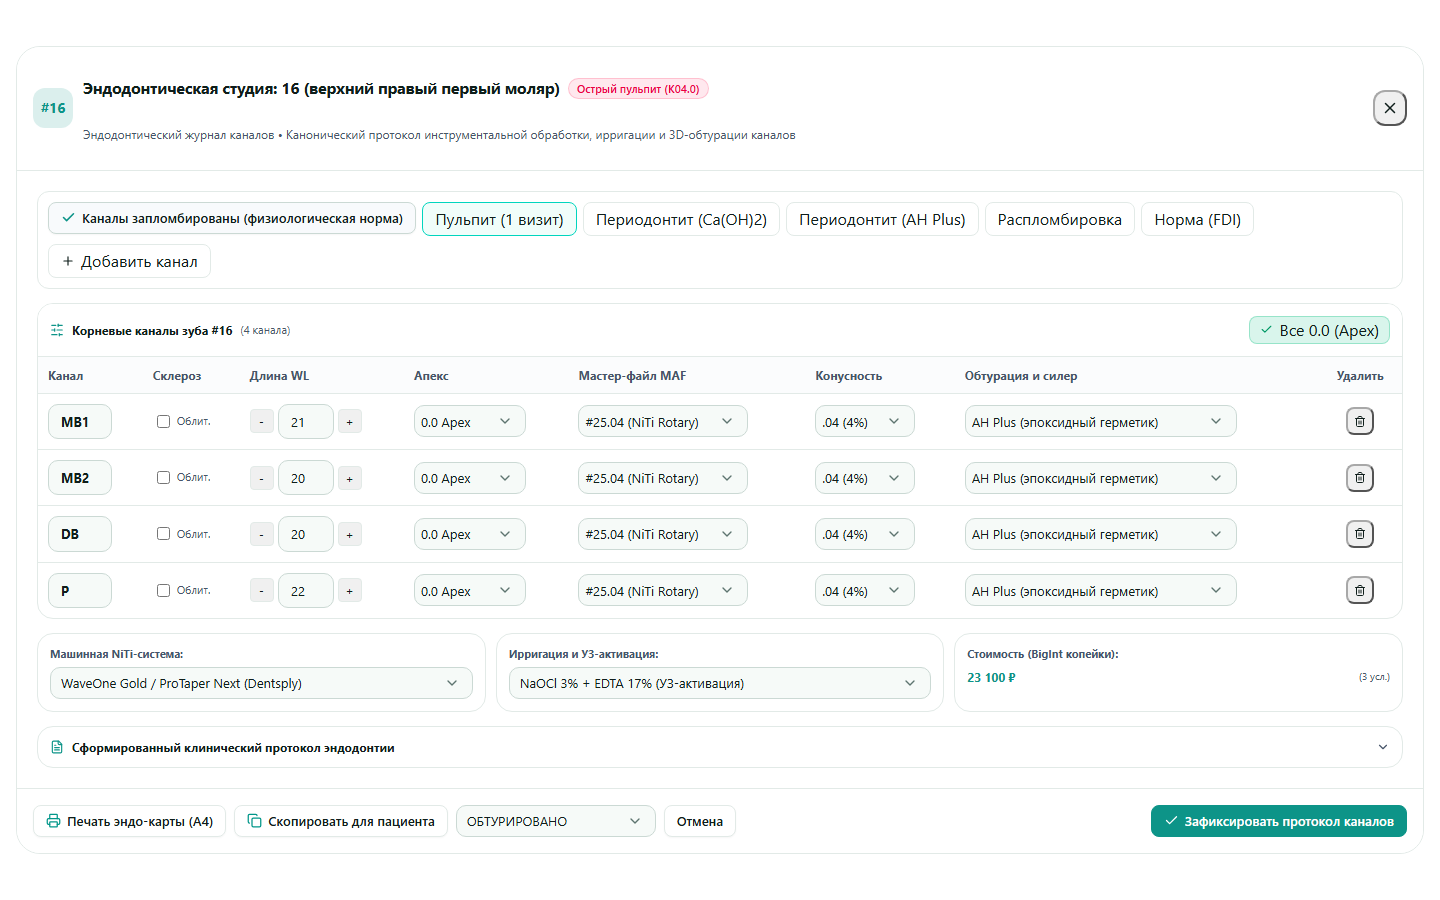 #16
Эндодонтическая студия: 16 (верхний правый первый моляр)
Острый пульпит (K04.0)
Эндодонтический журнал каналов • Канонический протокол инструментальной обработки, ирригации и 3D-обтурации каналов
Каналы запломбированы (физиологическая норма)
Пульпит (1 визит)
Периодонтит (Ca(OH)2)
Периодонтит (AH Plus)
Распломбировка
Норма (FDI)
+ Добавить канал
Корневые каналы зуба #16 (4 канала)
Все 0.0 (Apex)
Канал Склероз Длина WL Апекс Мастер-файл MAF Конусность Обтурация и силер Удалить
MB1 Облит. - 21 + 0.0 Apex #25.04 (NiTi Rotary) .04 (4%) AH Plus (эпоксидный герметик)
MB2 Облит. - 20 + 0.0 Apex #25.04 (NiTi Rotary) .04 (4%) AH Plus (эпоксидный герметик)
DB Облит. - 20 + 0.0 Apex #25.04 (NiTi Rotary) .04 (4%) AH Plus (эпоксидный герметик)
P Облит. - 22 + 0.0 Apex #25.04 (NiTi Rotary) .04 (4%) AH Plus (эпоксидный герметик)
Машинная NiTi-система:
WaveOne Gold / ProTaper Next (Dentsply)
Ирригация и УЗ-активация:
NaOCl 3% + EDTA 17% (УЗ-активация)
Стоимость (BigInt копейки):
23 100 ₽ (3 усл.)
Сформированный клинический протокол эндодонтии
Печать эндо-карты (А4)
Скопировать для пациента
ОБТУРИРОВАНО
Отмена
Зафиксировать протокол каналов